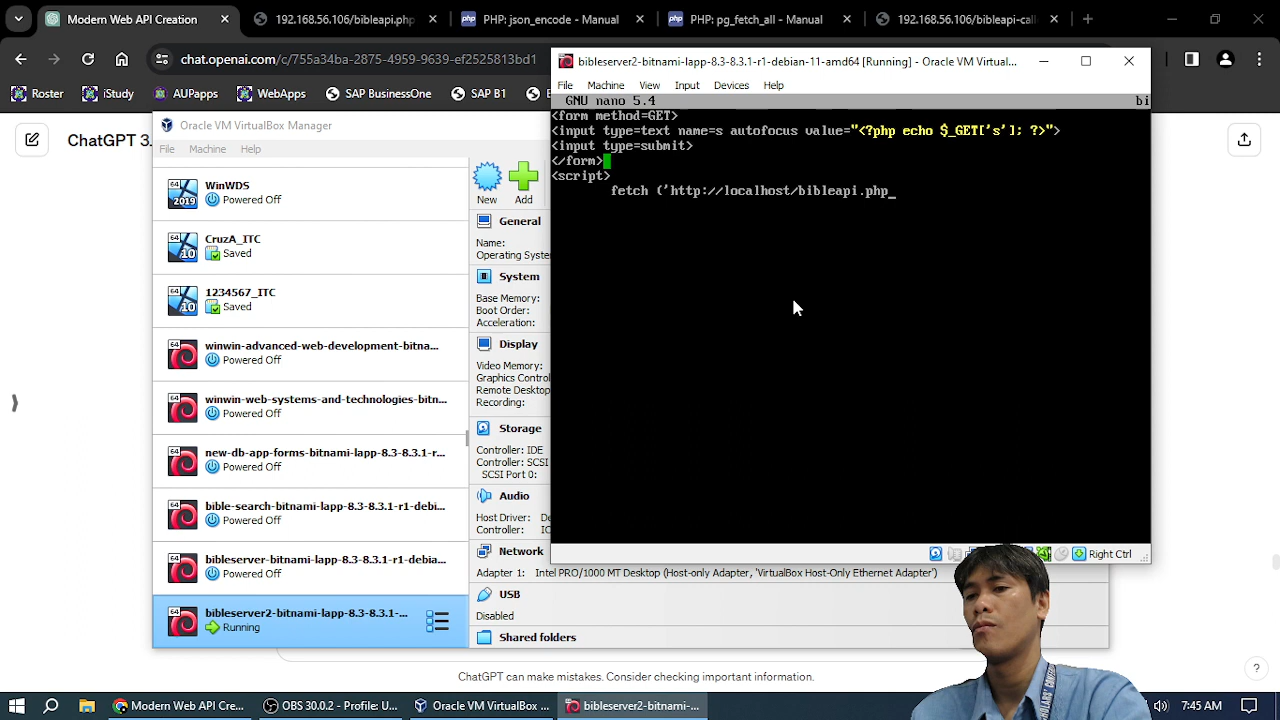 Modern Web API Creation
192.168.56.106/bibleapi.php
PHP: json_encode - Manual
PHP: pg_fetch_all - Manual
192.168.56.106/bibleapi-call
chat.openai.com/c/755a34ba-2875-4959-9639-ef25258137bd1
Roster
iStudy
AUPapps
WebApps
SAP BusinessOne
SAP B1
ChatGPT 3.
bibleserver2-bitnami-lapp-8.3-8.3.1-r1-debian-11-amd64 [Running] - Oracle VM Virtual...
File Machine View Input Devices Help
GNU nano 5.4
bi
<form method=GET>
<input type=text name=s autofocus value="<?php echo $_GET['s']; ?>">
<input type=submit>
</form>
<script>
fetch ('http://localhost/bibleapi.php_
Right Ctrl
Oracle VM VirtualBox Manager
File Machine Help
WinWDS
Powered Off
CruzA_ITC
Saved
1234567_ITC
Saved
winwin-advanced-web-development-bitna...
Powered Off
winwin-web-systems-and-technologies-bitn...
Powered Off
new-db-app-forms-bitnami-lapp-8.3-8.3.1-r...
Powered Off
bible-search-bitnami-lapp-8.3-8.3.1-r1-debi...
Powered Off
bibleserver-bitnami-lapp-8.3-8.3.1-r1-debia...
Powered Off
bibleserver2-bitnami-lapp-8.3-8.3.1-...
Running
New
Add
General
Name:
Operating Syste
System
Base Memory:
Boot Order:
Acceleration:
Display
Video Memory:
Graphics Control
Remote Desktop
Recording:
Storage
Controller: IDE
Controller: SCSI
SCSI Port 0:
Audio
Host Driver: De
Controller: IC
Network
Adapter 1: Intel PRO/1000 MT Desktop (Host-only Adapter, 'VirtualBox Host-Only Ethernet Adapter')
USB
Disabled
Shared folders
ChatGPT can make mistakes. Consider checking important information.
?
Modern Web API Cre...
OBS 30.0.2 - Profile: U...
Oracle VM VirtualBox ...
bibleserver2-bitnami-...
7:45 AM